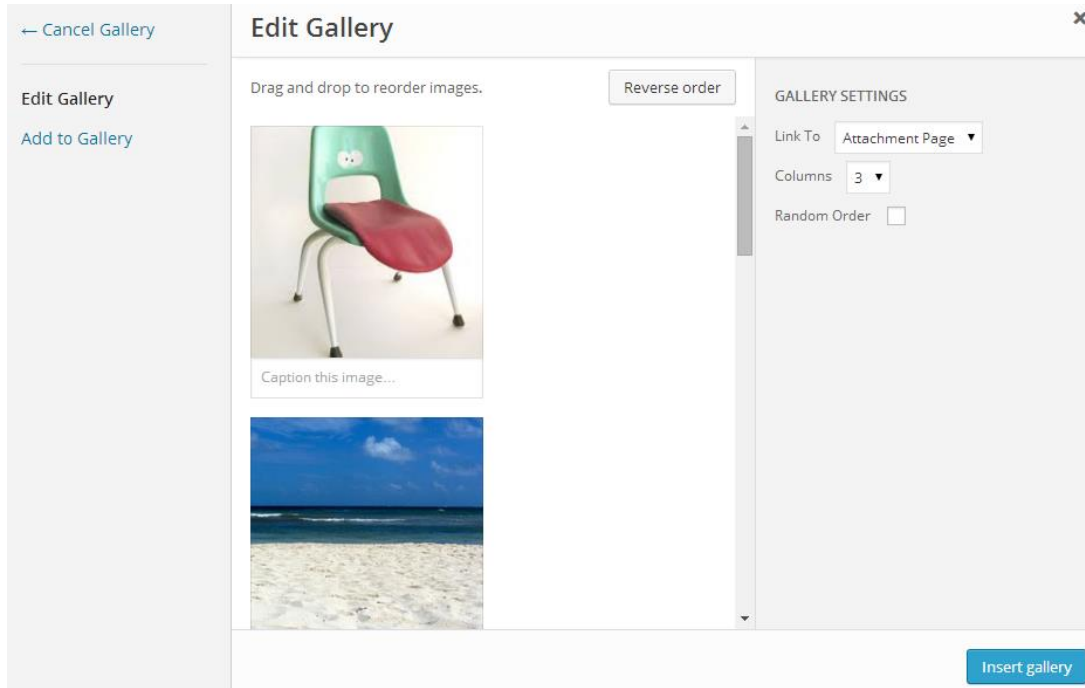 ← Cancel Gallery
Edit Gallery
Add to Gallery
Edit Gallery
Drag and drop to reorder images.
Reverse order
Caption this image...
GALLERY SETTINGS
Link To Attachment Page
Columns 3
Random Order
Insert gallery